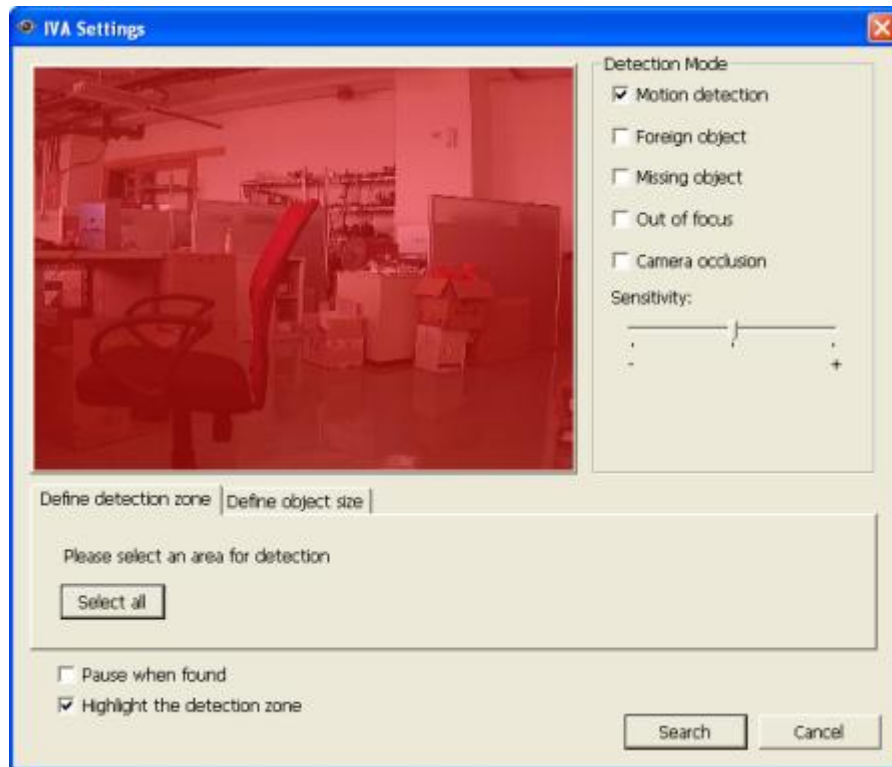 IVA Settings
Detection Mode
Motion detection
Foreign object
Missing object
Out of focus
Camera occlusion
Sensitivity:
- +
Define detection zone Define object size
Please select an area for detection
Select all
Pause when found
Highlight the detection zone
Search Cancel